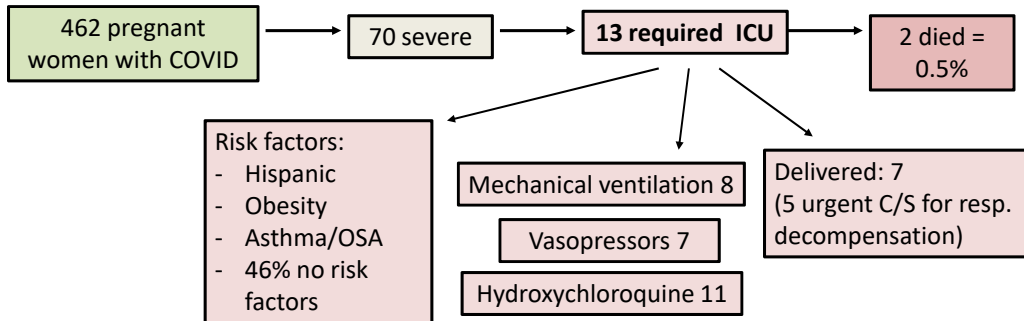 462 pregnant
women with COVID
70 severe
13 required ICU
2 died =
0.5%
Risk factors:
- Hispanic
- Obesity
- Asthma/OSA
- 46% no risk
factors
Mechanical ventilation 8
Vasopressors 7
Hydroxychloroquine 11
Delivered: 7
(5 urgent C/S for resp.
decompensation)